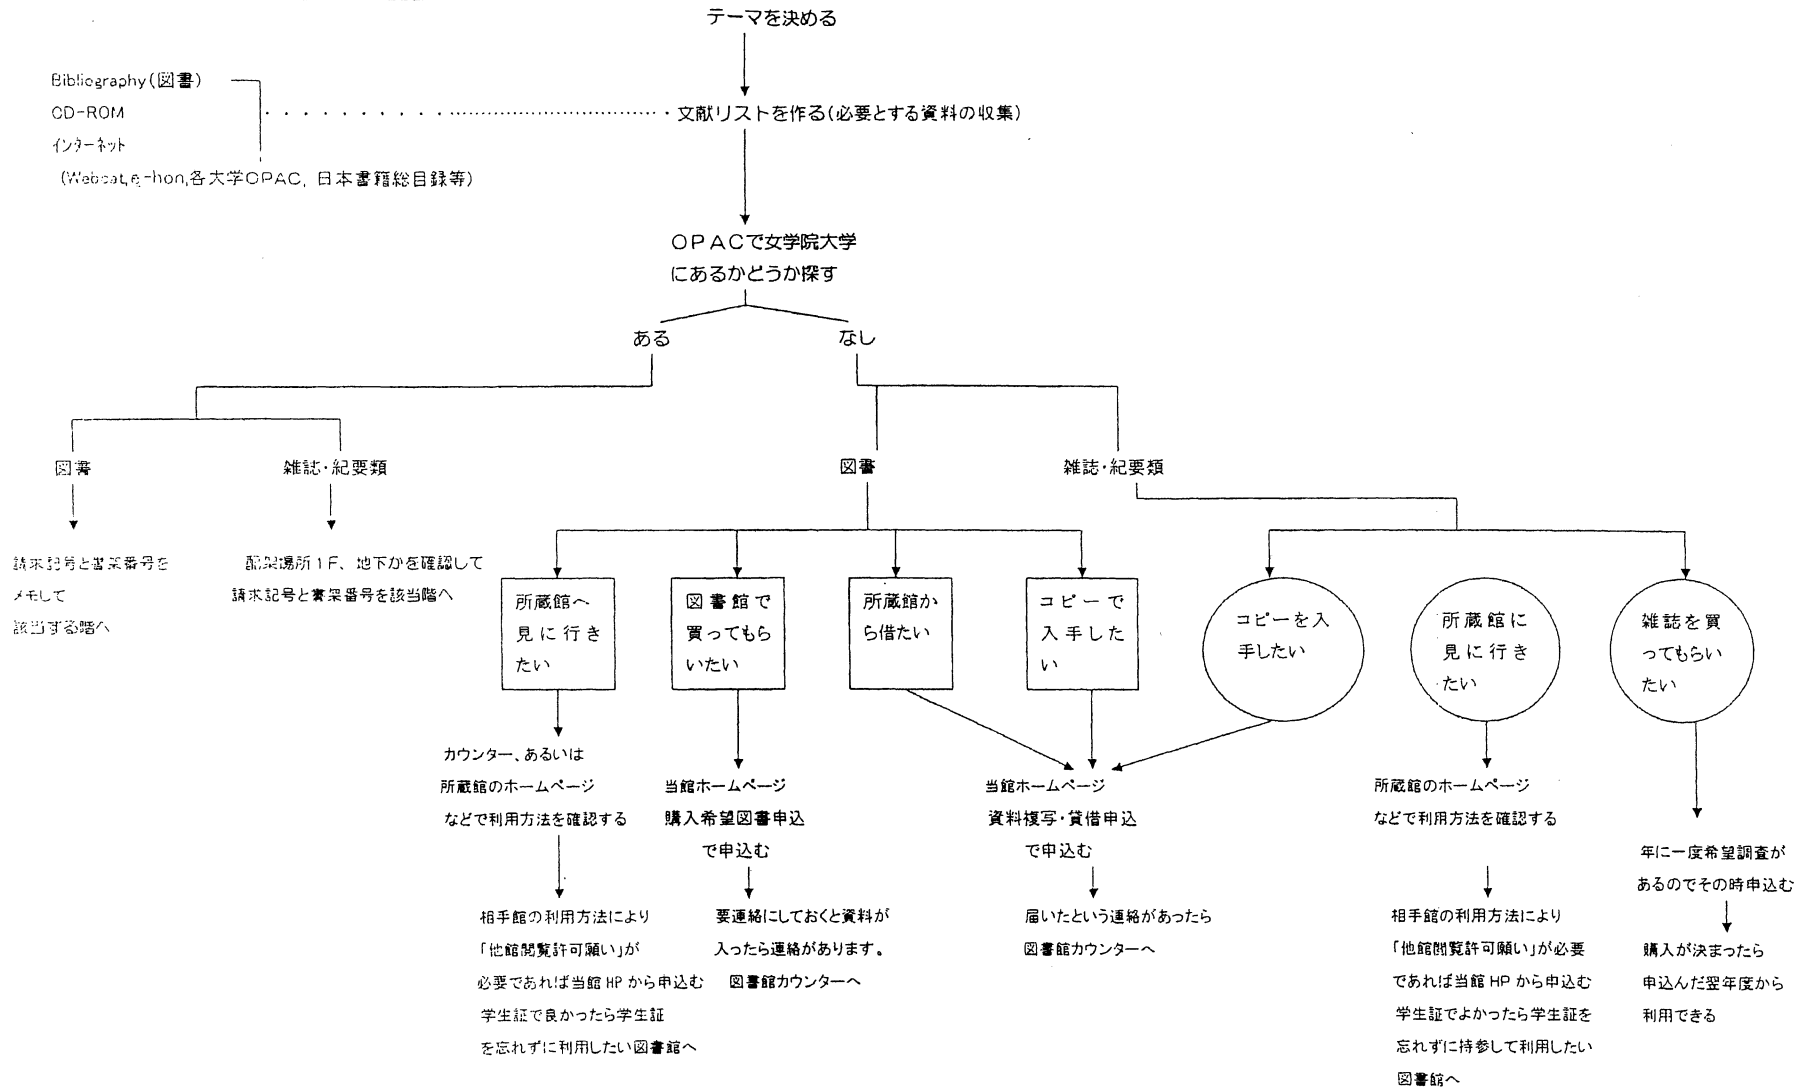 テーマを決める
Bibliography(図書)
CD-ROM
インターネット
(Webcat,e-hon,各大学OPAC, 日本書籍総目録等)
文献リストを作る(必要とする資料の収集)
OPACで女学院大学
にあるかどうか探す
ある
なし
図書
雑誌・紀要類
図書
雑誌・紀要類
請求記号と書架番号を
メモして
該当する階へ
配架場所1F、地下かを確認して
請求記号と書架番号を該当階へ
所蔵館へ
見に行き
たい
図書館で
買ってもら
いたい
所蔵館か
ら借たい
コピーで
入手した
い
コピーを入
手したい
所蔵館に
見に行き
たい
雑誌を買
ってもらい
たい
カウンター、あるいは
所蔵館のホームページ
などで利用方法を確認する
当館ホームページ
購入希望図書申込
で申込む
当館ホームページ
資料複写・貸借申込
で申込む
所蔵館のホームページ
などで利用方法を確認する
年に一度希望調査が
あるのでその時申込む
相手館の利用方法により
「他館閲覧許可願い」が
必要であれば当館 HP から申込む
学生証で良かったら学生証
を忘れずに利用したい図書館へ
要連絡にしておくと資料が
入ったら連絡があります。
図書館カウンターへ
届いたという連絡があったら
図書館カウンターへ
相手館の利用方法により
「他館閲覧許可願い」が必要
であれば当館 HP から申込む
学生証でよかったら学生証を
忘れずに持参して利用したい
図書館へ
購入が決まったら
申込んだ翌年度から
利用できる